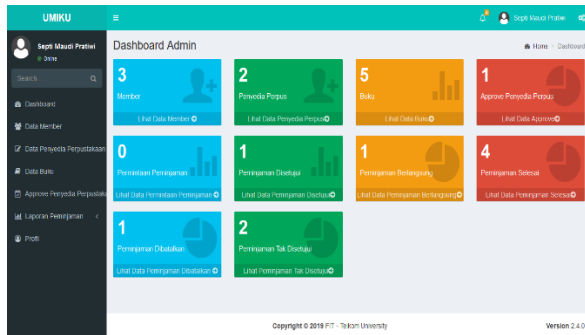 UMIKU
Septi Maudi Pratiwi
Septi Maudi Pratiwi
Online
Search...
Dashboard
Data Member
Data Penyedia Perpustakaan
Data Buku
Approve Penyedia Perpustaka
Laporan Peminjaman
Profil
Dashboard Admin
Home > Dashboard
3
Member
Lihat Data Member
2
Penyedia Perpus
Lihat Data Penyedia Perpus
5
Buku
Lihat Data Buku
1
Approve Penyedia Perpus
Lihat Data Approve
0
Permintaan Peminjaman
Lihat Data Permintaan Peminjaman
1
Peminjaman Disetujui
Lihat Data Peminjaman Disetujui
1
Peminjaman Berlangsung
Lihat Data Peminjaman Berlangsung
4
Peminjaman Selesai
Lihat Data Peminjaman Selesai
1
Peminjaman Dibatalkan
Lihat Data Peminjaman Dibatalkan
2
Peminjaman Tak Disetujui
Lihat Peminjaman Tak Disetujui
Copyright © 2019 FIT - Telkom University
Version 2.4.0